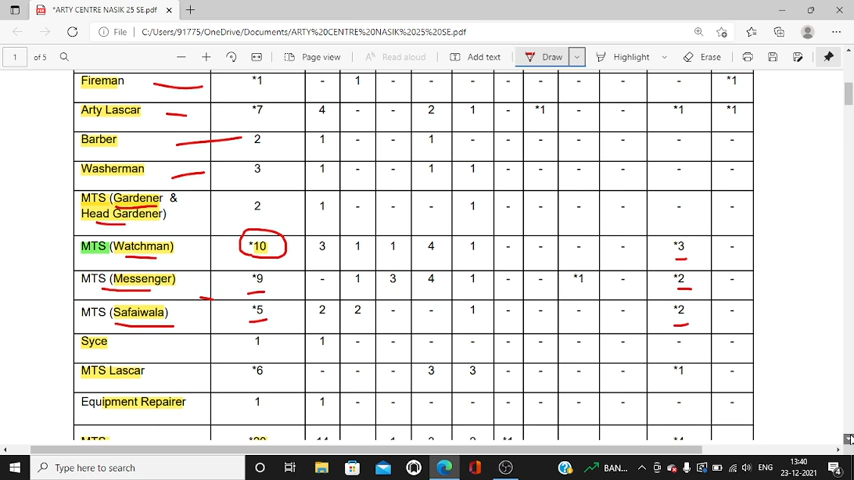 *ARTY CENTRE NASIK 25 SE.pdf
File
C:/Users/91775/OneDrive/Documents/ARTY%20CENTRE%20NASIK%2025%20SE.pdf
1 of 5
Page view
Read aloud
Add text
Draw
Highlight
Erase
Fireman *1 - 1 - - - - - - - - *1
Arty Lascar *7 4 - - 2 1 - *1 - - *1 *1
Barber 2 1 - - 1 - - - - - - -
Washerman 3 1 - - 1 1 - - - - - -
MTS (Gardener &
Head Gardener)
2 1 - - - 1 - - - - - -
MTS (Watchman) *10 3 1 1 4 1 - - - - *3 -
MTS (Messenger) *9 - 1 3 4 1 - - *1 - *2 -
MTS (Safaiwala) *5 2 2 - - 1 - - - - *2 -
Syce 1 1 - - - - - - - - - -
MTS Lascar *6 - - - 3 3 - - - - *1 -
Equipment Repairer 1 1 - - - - - - - - - -
MTS
Type here to search
BAN...
ENG
13:40
23-12-2021
4